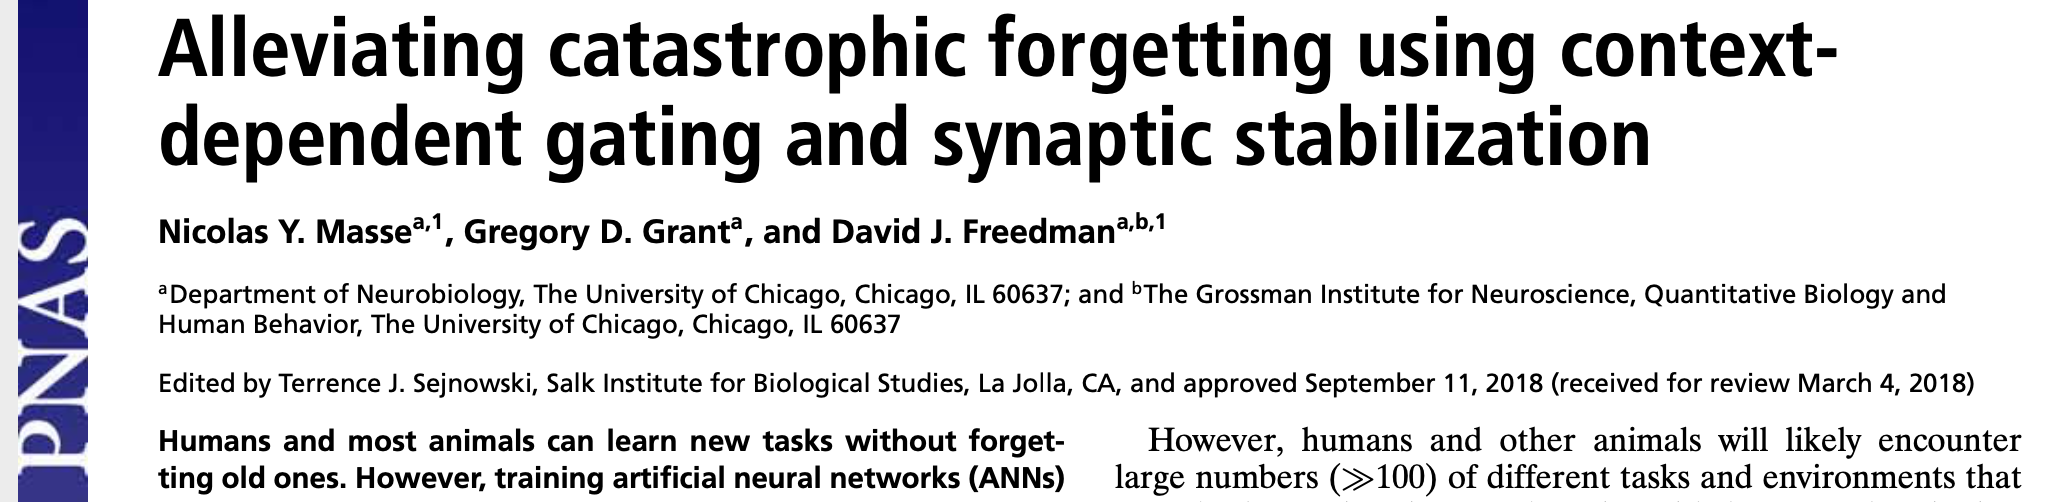 Alleviating catastrophic forgetting using context-
dependent gating and synaptic stabilization
Nicolas Y. Masse^a,1, Gregory D. Grant^a, and David J. Freedman^a,b,1
^aDepartment of Neurobiology, The University of Chicago, Chicago, IL 60637; and ^bThe Grossman Institute for Neuroscience, Quantitative Biology and
Human Behavior, The University of Chicago, Chicago, IL 60637
Edited by Terrence J. Sejnowski, Salk Institute for Biological Studies, La Jolla, CA, and approved September 11, 2018 (received for review March 4, 2018)
Humans and most animals can learn new tasks without forget-
ting old ones. However, training artificial neural networks (ANNs)
However, humans and other animals will likely encounter
large numbers (≫100) of different tasks and environments that
PNAS